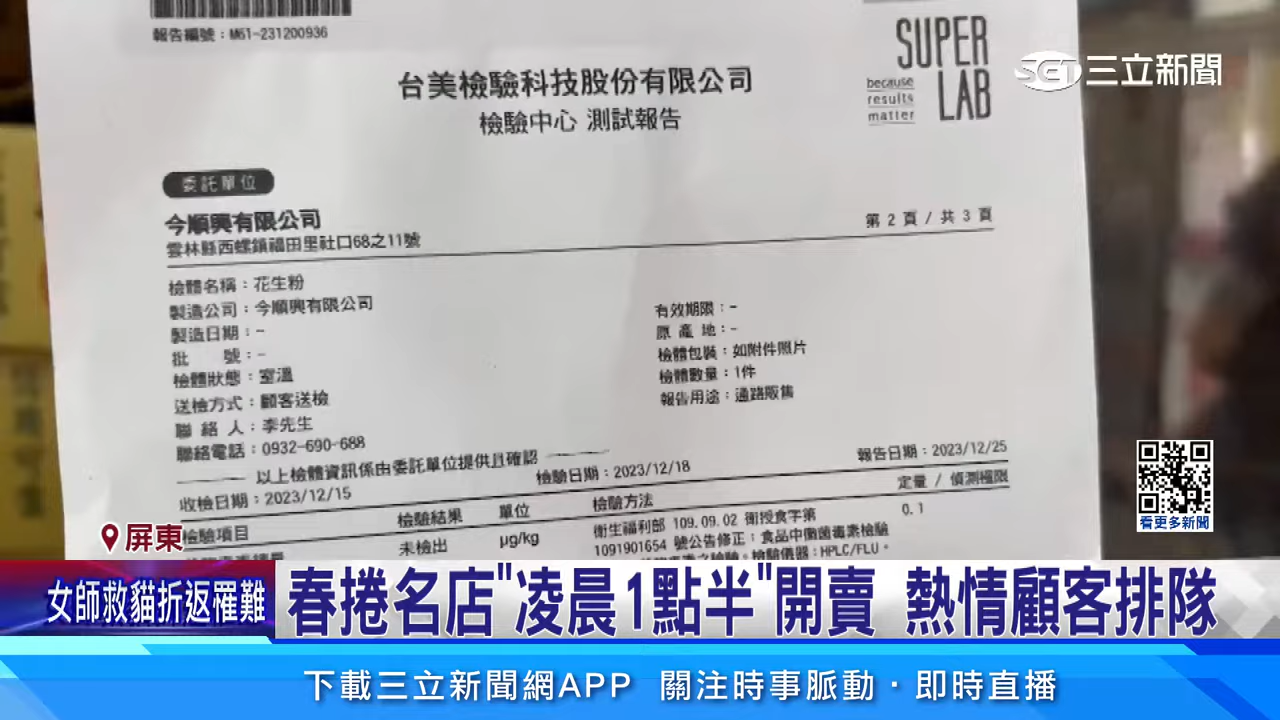 報告編號：M61-231200936
SUPER
LAB
because
results
matter
SET三立新聞
台美檢驗科技股份有限公司
檢驗中心 測試報告
委託單位
今順興有限公司
雲林縣西螺鎮福田里社口68之11號
第 2 頁 / 共 3 頁
檢體名稱：花生粉
製造公司：今順興有限公司
製造日期：-
批　　號：-
檢體狀態：室溫
送檢方式：顧客送檢
聯 絡 人：李先生
聯絡電話：0932-690-688
有效期限：-
原 產 地：-
檢體包裝：如附件照片
檢體數量：1件
報告用途：通路販售
以上檢體資訊係由委託單位提供且確認
收檢日期：2023/12/15
檢驗日期：2023/12/18
報告日期：2023/12/25
檢驗項目
檢驗結果
單位
檢驗方法
定量 / 偵測極限
未檢出
μg/kg
衛生福利部 109.09.02 衛授食字第
1091901654 號公告修正：食品中黴菌毒素檢驗
檢驗儀器：HPLC/FLU。
0.1
看更多新聞
屏東
女師救貓折返罹難
春捲名店"凌晨1點半"開賣 熱情顧客排隊
下載三立新聞網APP 關注時事脈動・即時直播